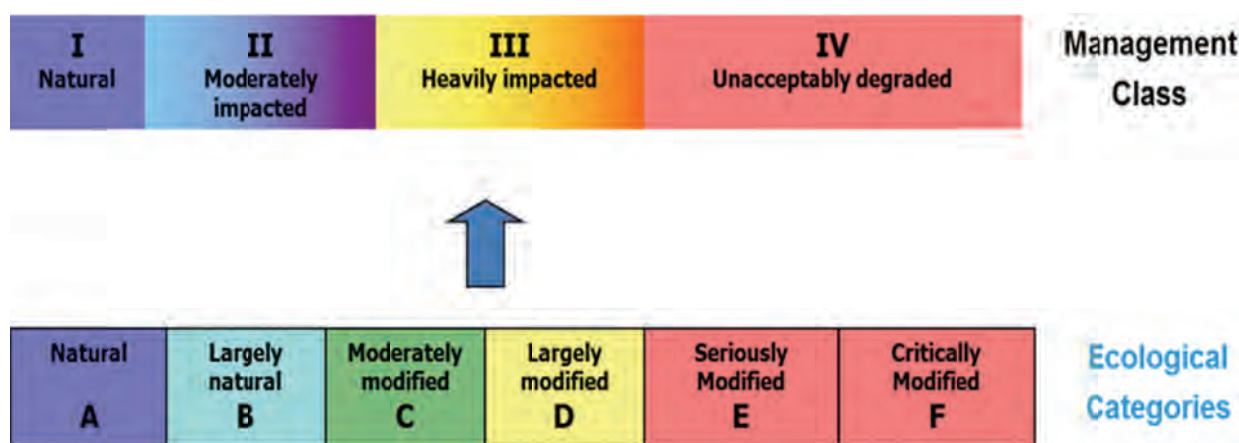 I
Natural
II
Moderately
impacted
III
Heavily impacted
IV
Unacceptably degraded
Management
Class
Natural
A
Largely
natural
B
Moderately
modified
C
Largely
modified
D
Seriously
Modified
E
Critically
Modified
F
Ecological
Categories